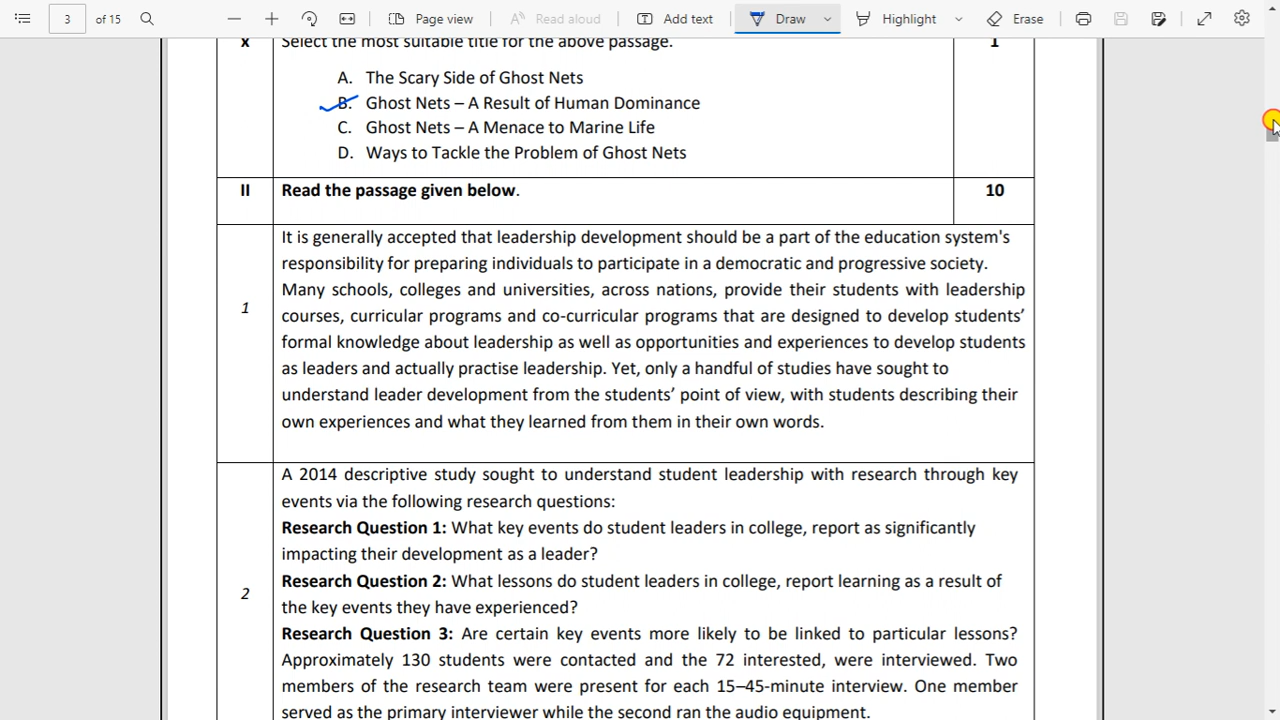 3 of 15 Page view Read aloud Add text Draw Highlight Erase
x Select the most suitable title for the above passage. 1
A. The Scary Side of Ghost Nets
B. Ghost Nets – A Result of Human Dominance
C. Ghost Nets – A Menace to Marine Life
D. Ways to Tackle the Problem of Ghost Nets
II Read the passage given below. 10
It is generally accepted that leadership development should be a part of the education system's
responsibility for preparing individuals to participate in a democratic and progressive society.
Many schools, colleges and universities, across nations, provide their students with leadership
1 courses, curricular programs and co-curricular programs that are designed to develop students’
formal knowledge about leadership as well as opportunities and experiences to develop students
as leaders and actually practise leadership. Yet, only a handful of studies have sought to
understand leader development from the students’ point of view, with students describing their
own experiences and what they learned from them in their own words.
A 2014 descriptive study sought to understand student leadership with research through key
events via the following research questions:
Research Question 1: What key events do student leaders in college, report as significantly
impacting their development as a leader?
Research Question 2: What lessons do student leaders in college, report learning as a result of
2 the key events they have experienced?
Research Question 3: Are certain key events more likely to be linked to particular lessons?
Approximately 130 students were contacted and the 72 interested, were interviewed. Two
members of the research team were present for each 15–45-minute interview. One member
served as the primary interviewer while the second ran the audio equipment.